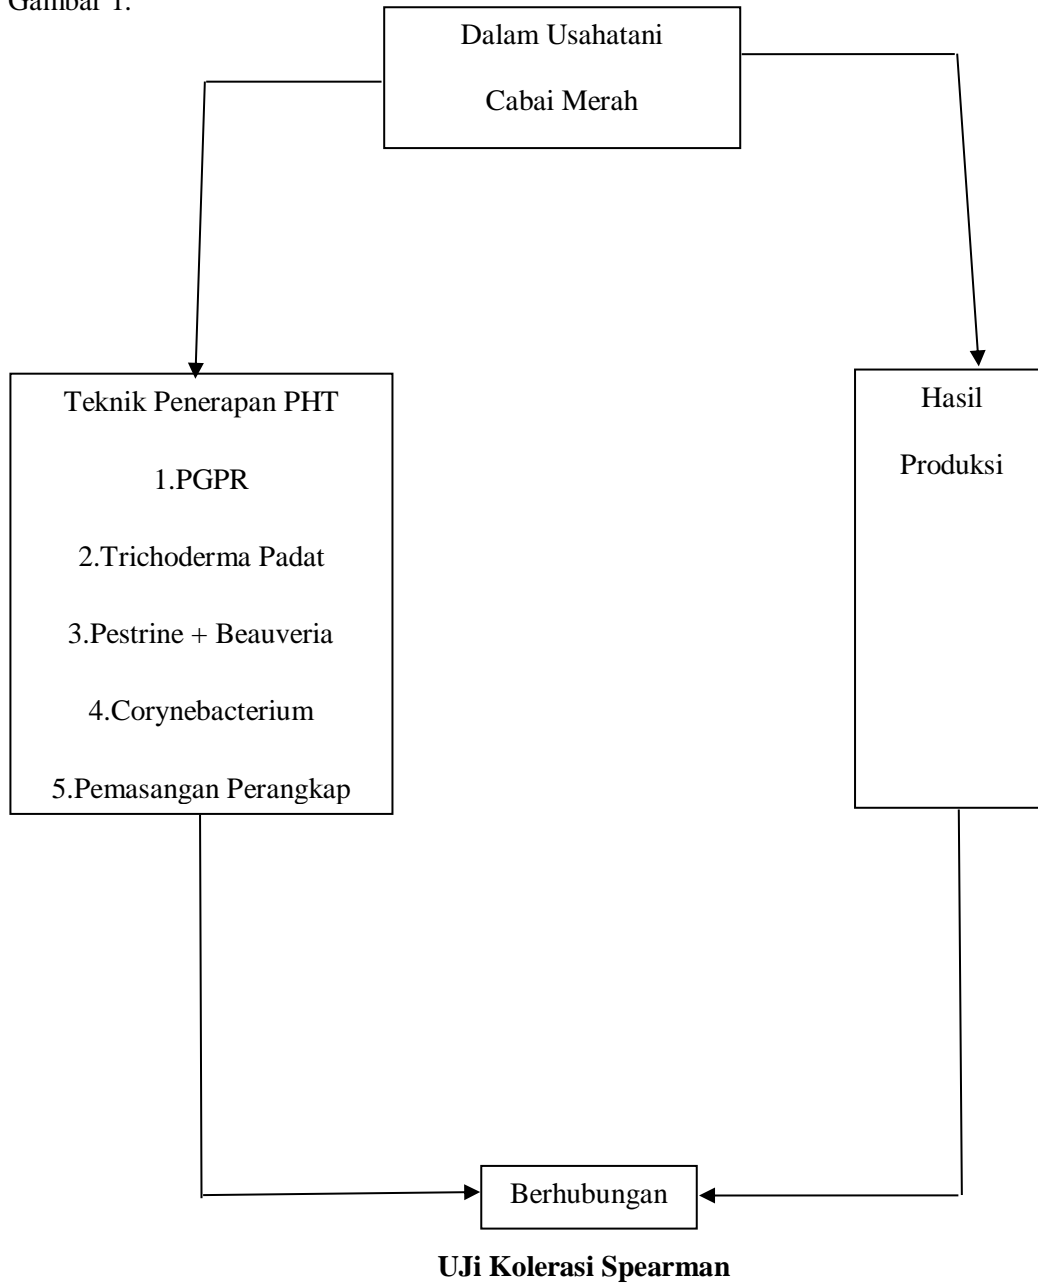 Gambar 1.
Dalam Usahatani
Cabai Merah
Teknik Penerapan PHT
1.PGPR
2.Trichoderma Padat
3.Pestrine + Beauveria
4.Corynebacterium
5.Pemasangan Perangkap
Hasil
Produksi
Berhubungan
UJi Kolerasi Spearman